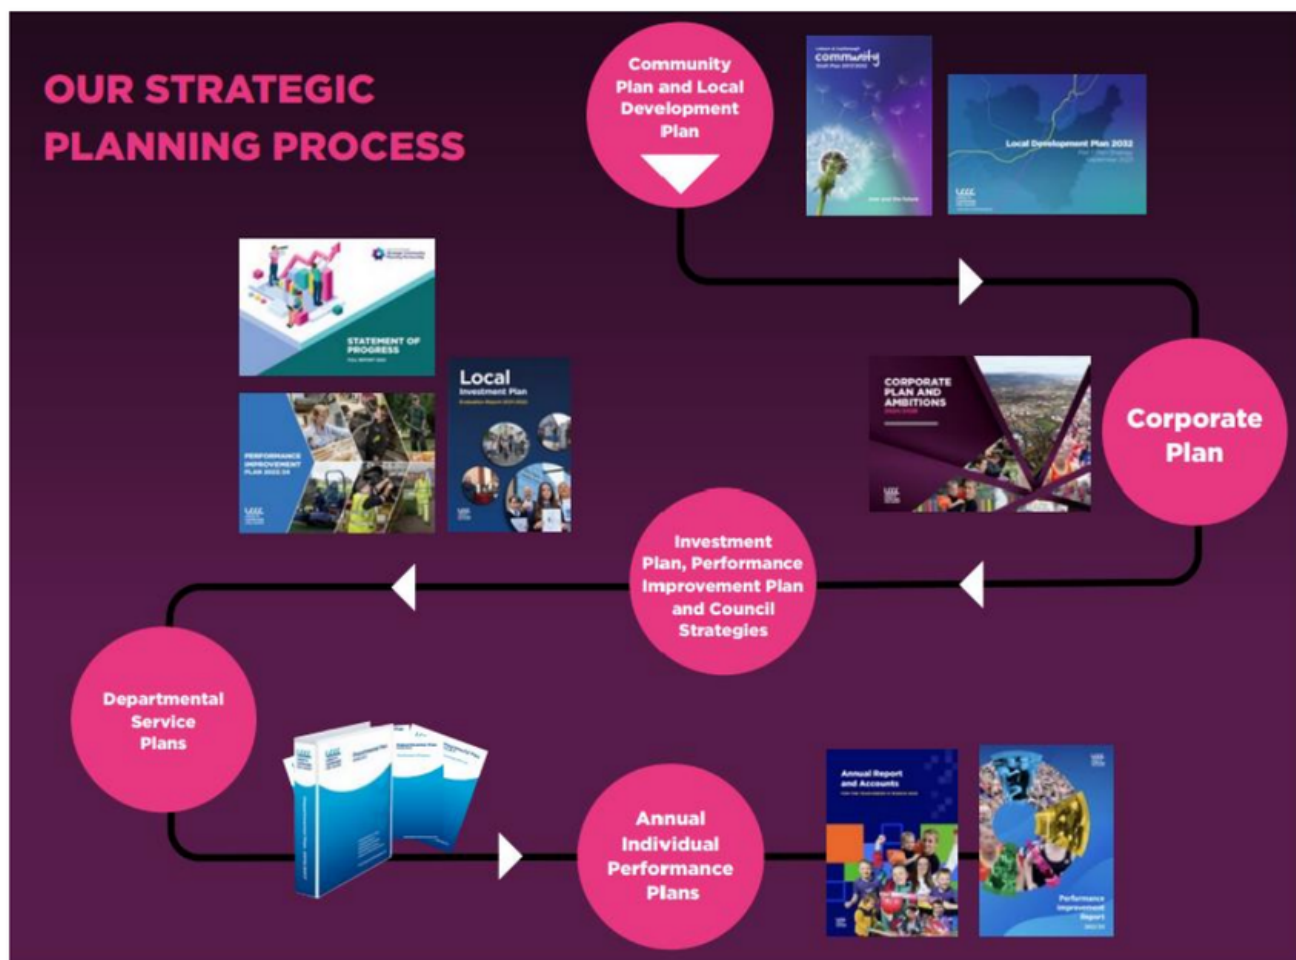 OUR STRATEGIC
PLANNING PROCESS
Community
Plan and Local
Development
Plan
community
Local Development Plan 2032
STATEMENT OF
PROGRESS
PERFORMANCE
IMPROVEMENT
Local
Investment Plan
CORPORATE
PLAN AND
AMBITIONS
Corporate
Plan
Investment
Plan, Performance
Improvement Plan
and Council
Strategies
Departmental
Service
Plans
Annual
Individual
Performance
Plans
Annual Report
and Accounts
Performance
Improvement
Report